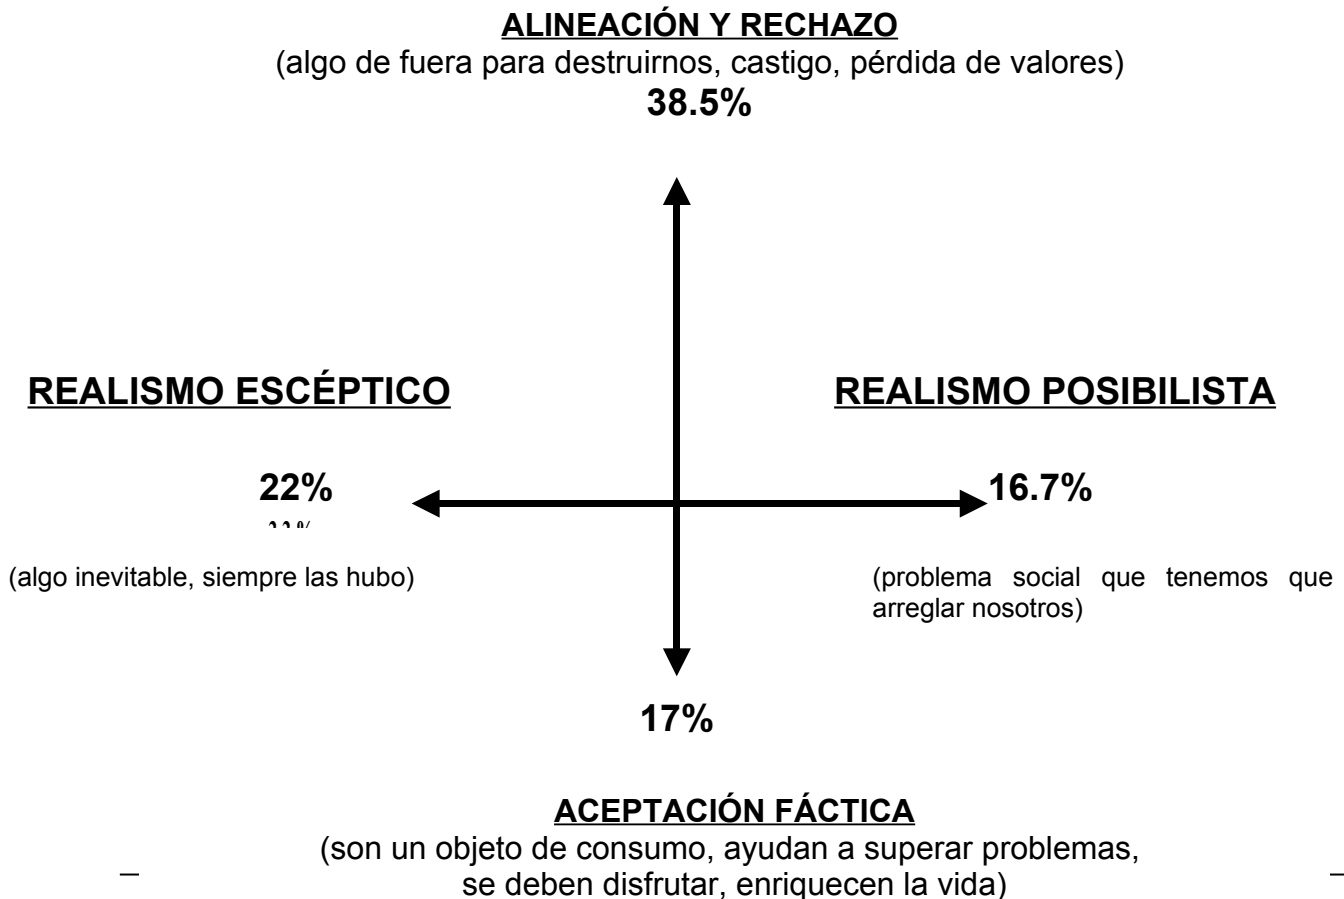 ALINEACIÓN Y RECHAZO
(algo de fuera para destruirnos, castigo, pérdida de valores)
38.5%
REALISMO ESCÉPTICO
REALISMO POSIBILISTA
22%
16.7%
(algo inevitable, siempre las hubo)
(problema social que tenemos que
arreglar nosotros)
17%
ACEPTACIÓN FÁCTICA
(son un objeto de consumo, ayudan a superar problemas,
se deben disfrutar, enriquecen la vida)